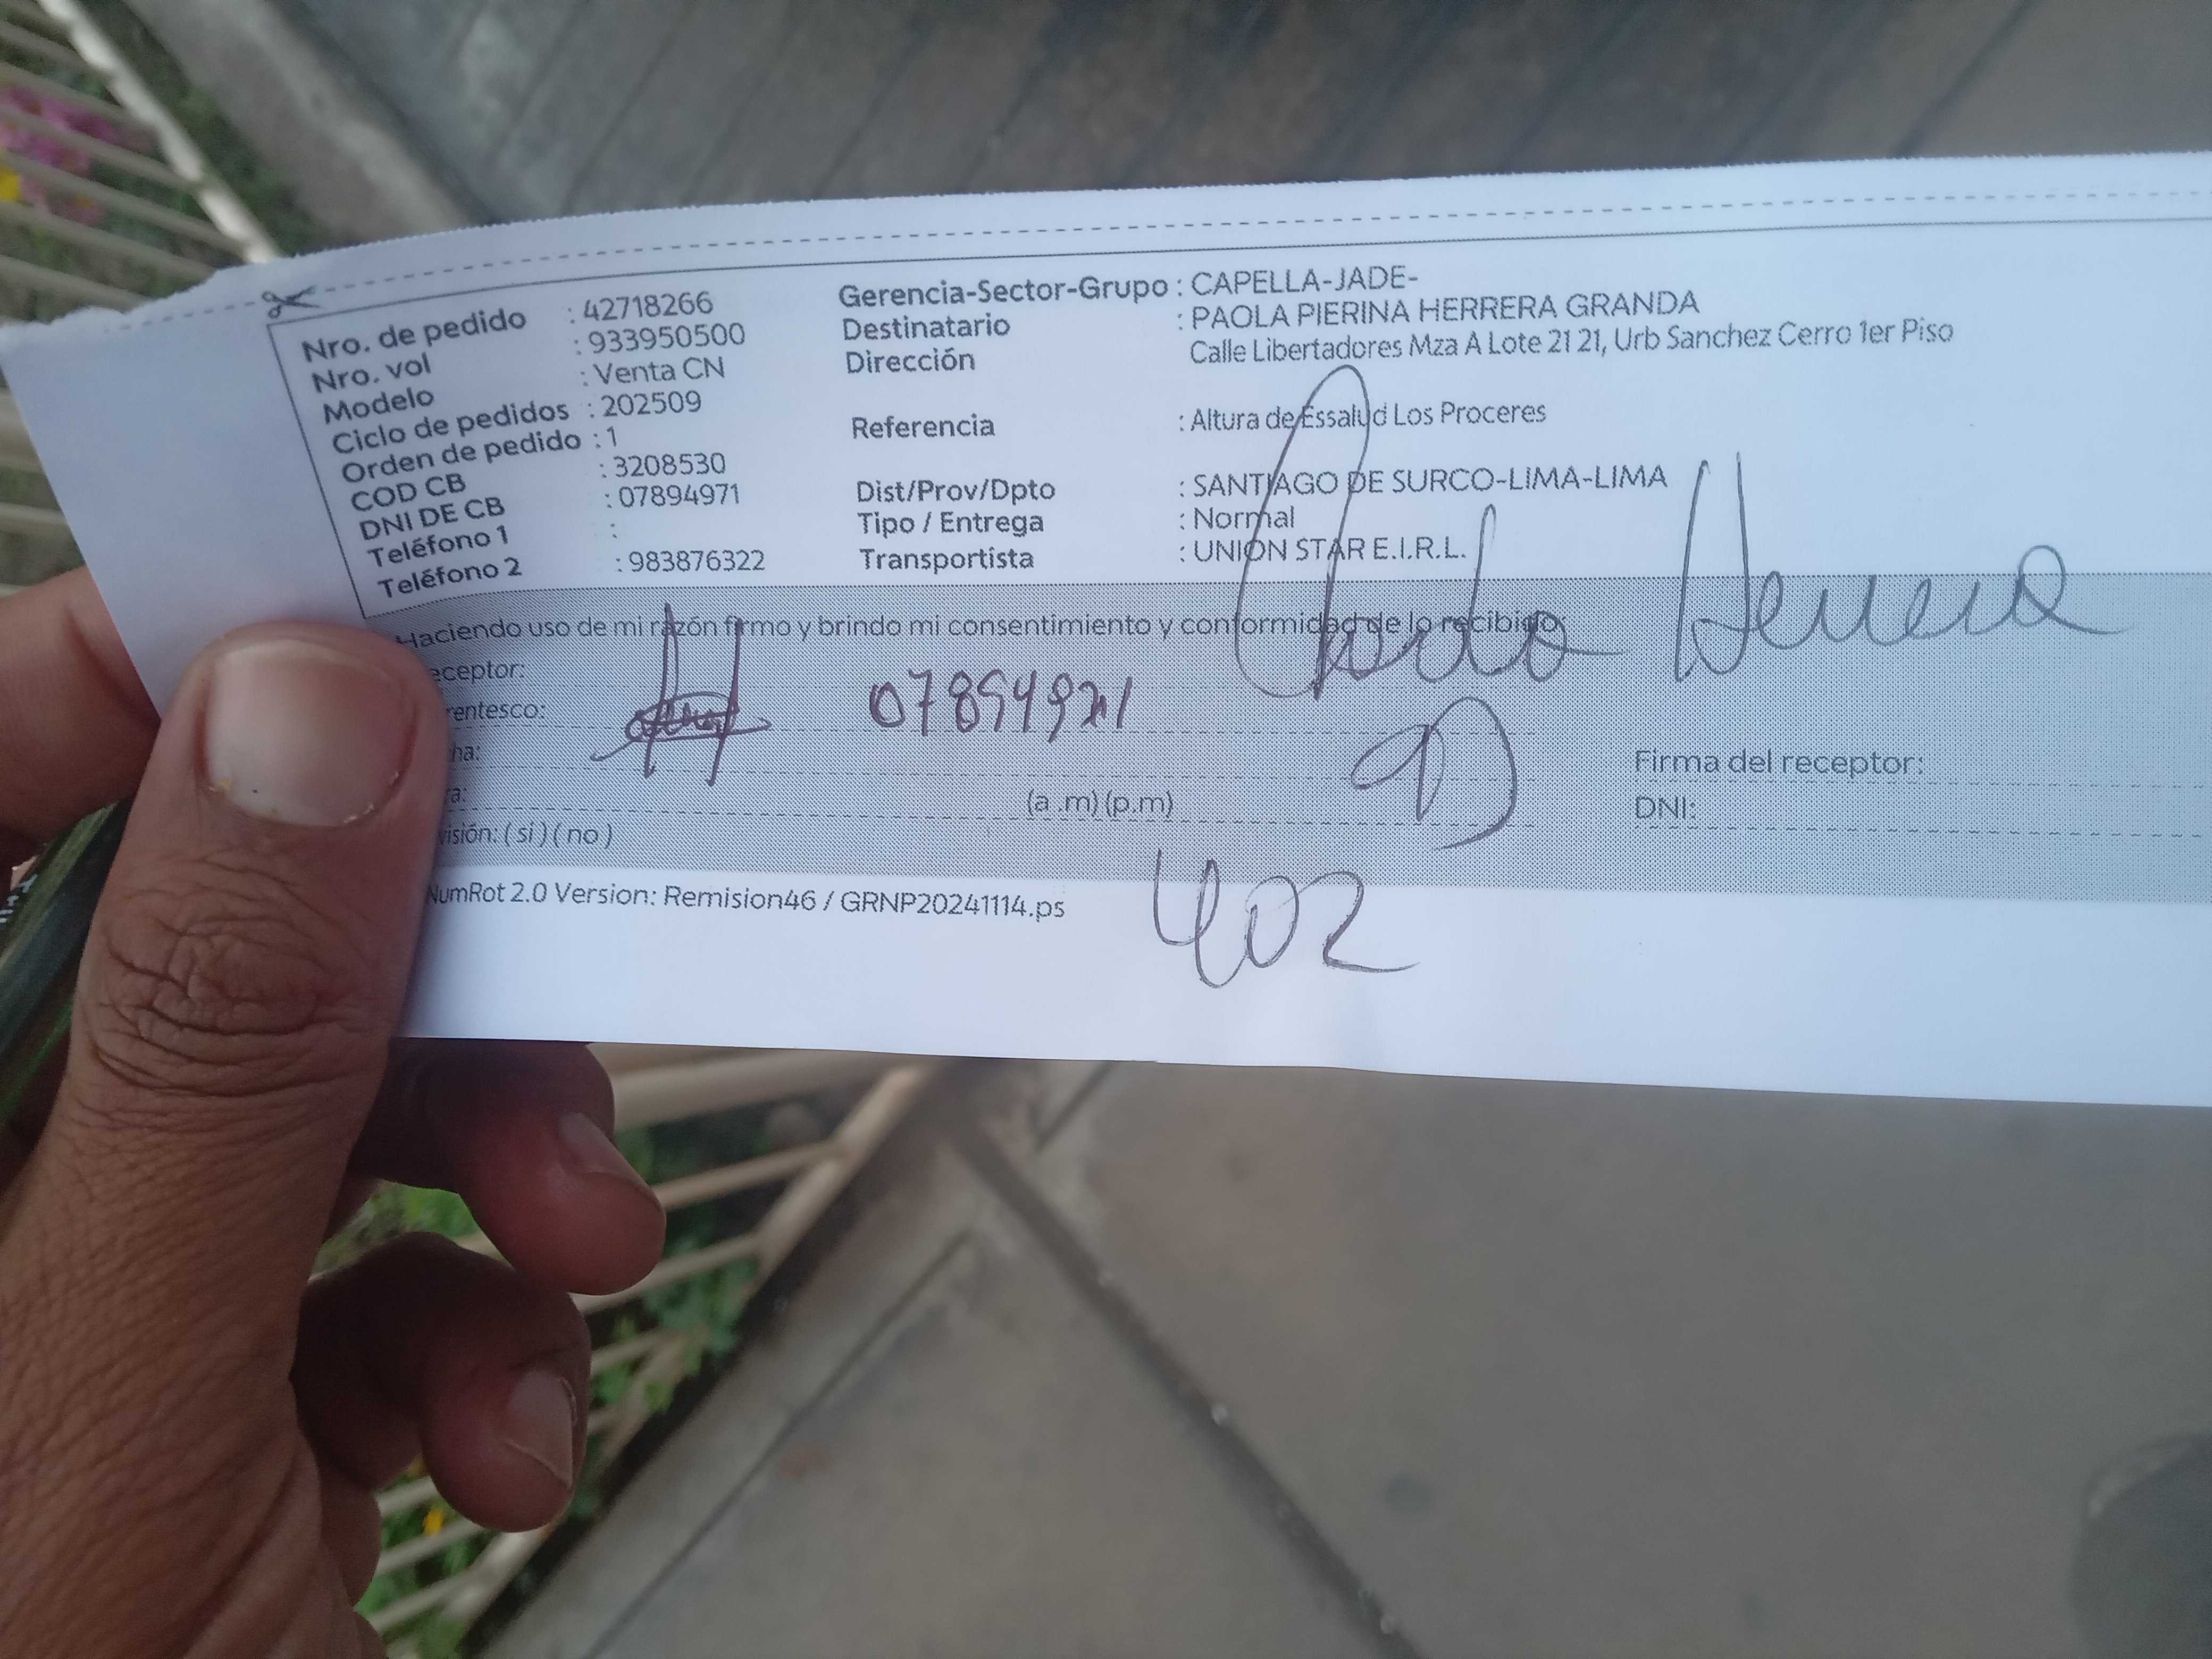 Nro. de pedido : 42718266
Nro. vol : 933950500
Modelo : Venta CN
Ciclo de pedidos : 202509
Orden de pedido : 1
COD CB : 3208530
DNI DE CB : 07894971
Teléfono 1 :
Teléfono 2 : 983876322
Gerencia-Sector-Grupo : CAPELLA-JADE-
Destinatario : PAOLA PIERINA HERRERA GRANDA
Dirección Calle Libertadores Mza A Lote 21 21, Urb Sanchez Cerro 1er Piso
Referencia : Altura de Essalud Los Proceres
Dist/Prov/Dpto : SANTIAGO DE SURCO-LIMA-LIMA
Tipo / Entrega : Normal
Transportista : UNION STAR E.I.R.L.
Haciendo uso de mi razón firmo y brindo mi consentimiento y conformidad de lo recibido
eceptor:
rentesco:
ha:
a: (a .m) (p.m)
visión: ( si ) ( no )
Herrera
Firma del receptor:
DNI:
402
NumRot 2.0 Version: Remision46 / GRNP20241114.ps